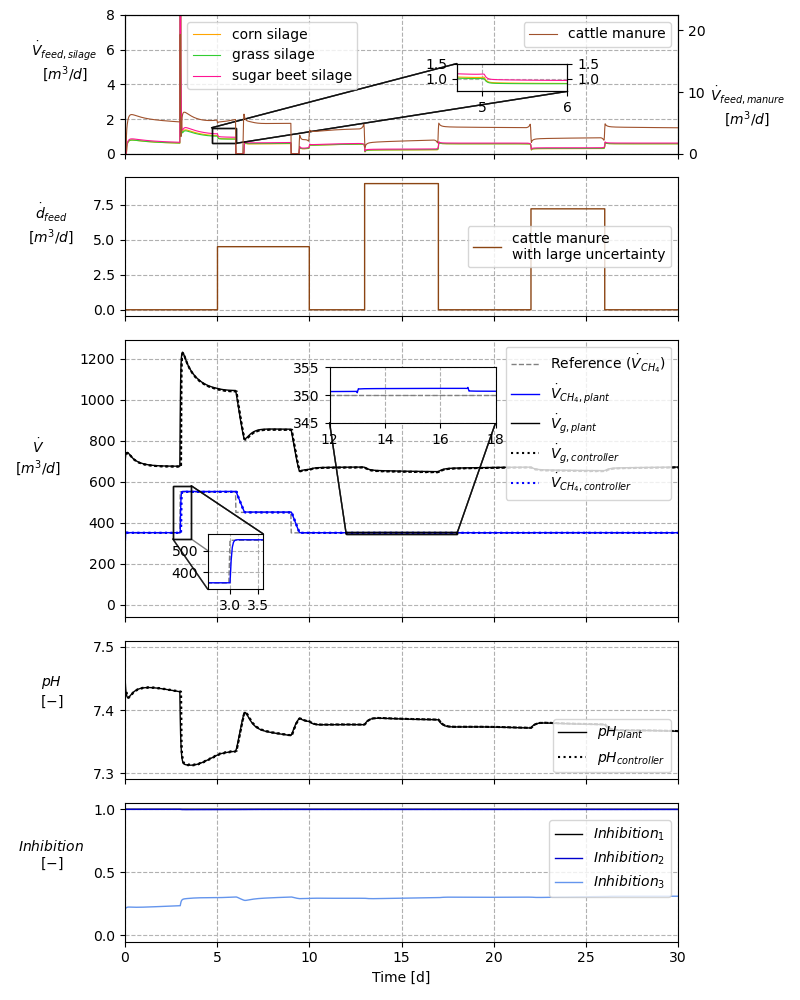 8
6
4
2
0
V̇feed, silage
[m³/d]
corn silage
grass silage
sugar beet silage
cattle manure
1.5
1.0
1.5
1.0
5
6
20
10
0
V̇feed, manure
[m³/d]
7.5
5.0
2.5
0.0
ḋfeed
[m³/d]
cattle manure
with large uncertainty
1200
1000
800
600
400
200
0
V̇
[m³/d]
355
350
345
12
14
16
18
500
400
3.0
3.5
Reference (V̇CH₄)
V̇CH₄, plant
V̇g, plant
V̇g, controller
V̇CH₄, controller
7.5
7.4
7.3
pH
[−]
pHplant
pHcontroller
1.0
0.5
0.0
Inhibition
[−]
Inhibition₁
Inhibition₂
Inhibition₃
0
5
10
15
20
25
30
Time [d]